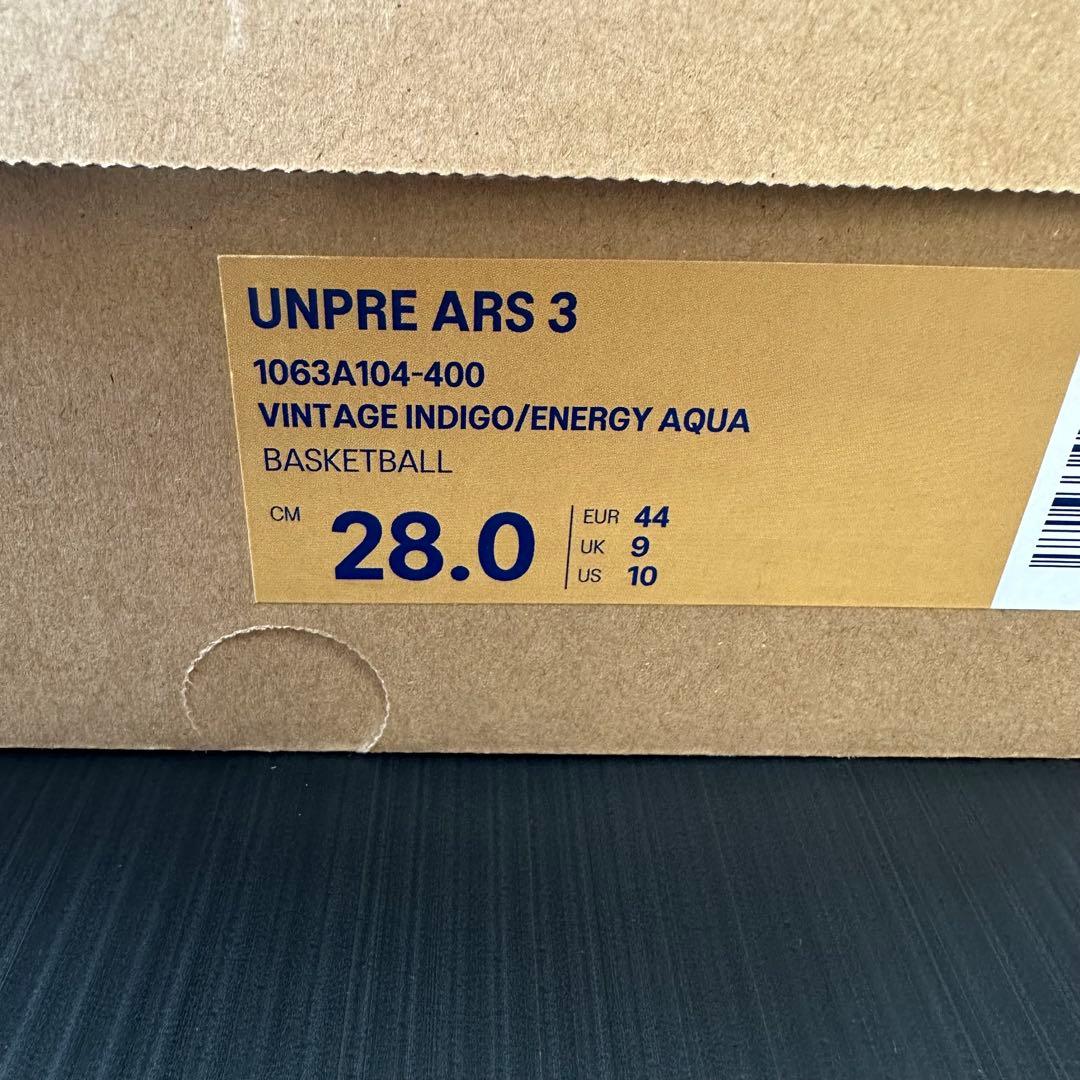 UNPRE ARS 3
1063A104-400
VINTAGE INDIGO/ENERGY AQUA
BASKETBALL
CM 28.0
EUR 44
UK 9
US 10